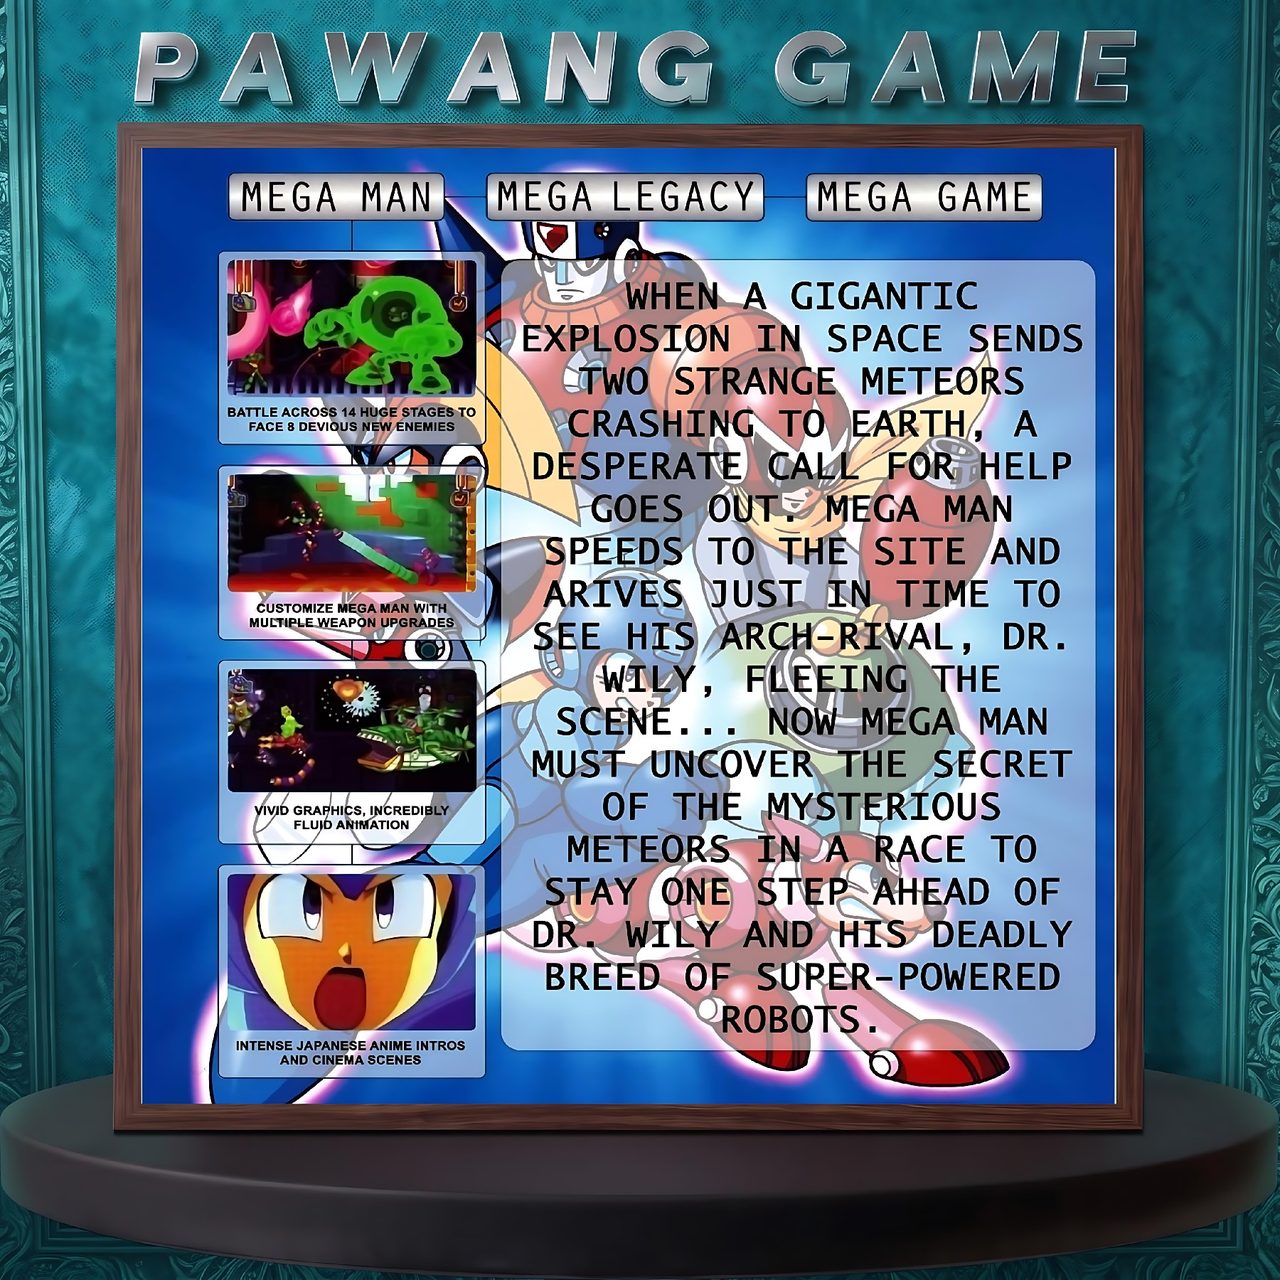 PAWANG GAME
MEGA MAN
MEGA LEGACY
MEGA GAME
BATTLE ACROSS 14 HUGE STAGES TO
FACE 8 DEVIOUS NEW ENEMIES
CUSTOMIZE MEGA MAN WITH
MULTIPLE WEAPON UPGRADES
VIVID GRAPHICS, INCREDIBLY
FLUID ANIMATION
INTENSE JAPANESE ANIME INTROS
AND CINEMA SCENES
WHEN A GIGANTIC
EXPLOSION IN SPACE SENDS
TWO STRANGE METEORS
CRASHING TO EARTH, A
DESPERATE CALL FOR HELP
GOES OUT. MEGA MAN
SPEEDS TO THE SITE AND
ARIVES JUST IN TIME TO
SEE HIS ARCH-RIVAL, DR.
WILY, FLEEING THE
SCENE... NOW MEGA MAN
MUST UNCOVER THE SECRET
OF THE MYSTERIOUS
METEORS IN A RACE TO
STAY ONE STEP AHEAD OF
DR. WILY AND HIS DEADLY
BREED OF SUPER-POWERED
ROBOTS.